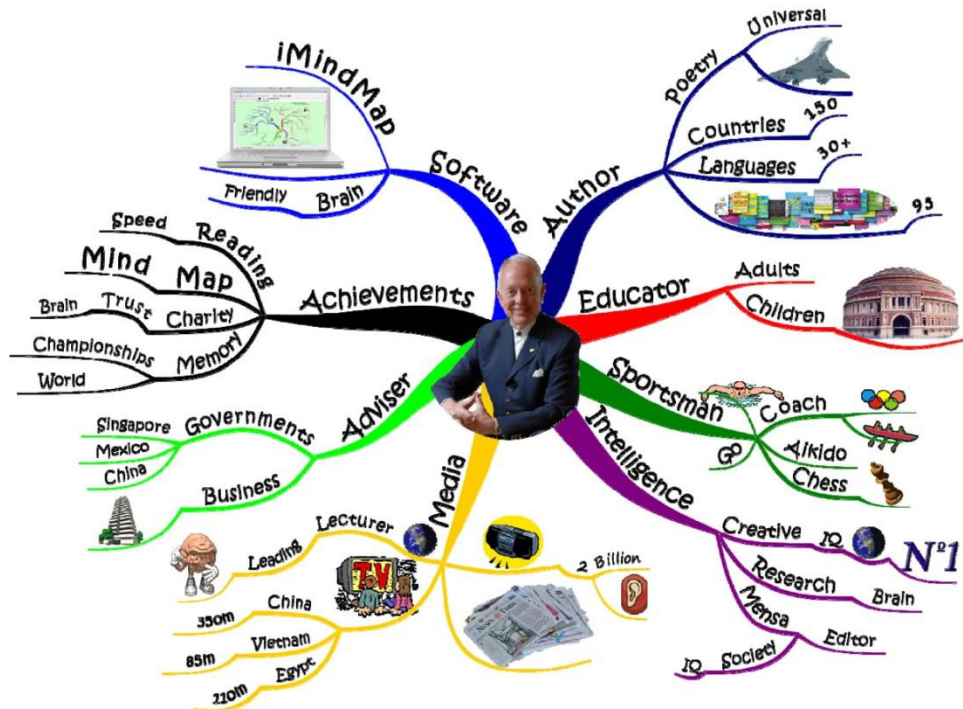 iMindMap
Software
Friendly Brain
Universal
Poetry
Author
Countries 150
Languages 30+
95
Educator
Adults
Children
Speed Reading
Mind Map
Brain Trust Charity
Championships
World
Memory
Achievements
Sportsman
Coach
Aikido
Chess
Go
Adviser
Governments
Singapore
Mexico
China
Business
Intelligence
Creative IQ Nº1
Research Brain
Mensa
Editor
IQ Society
Media
Lecturer
Leading
TV
China 350m
Vietnam 85m
Egypt 110m
2 Billion